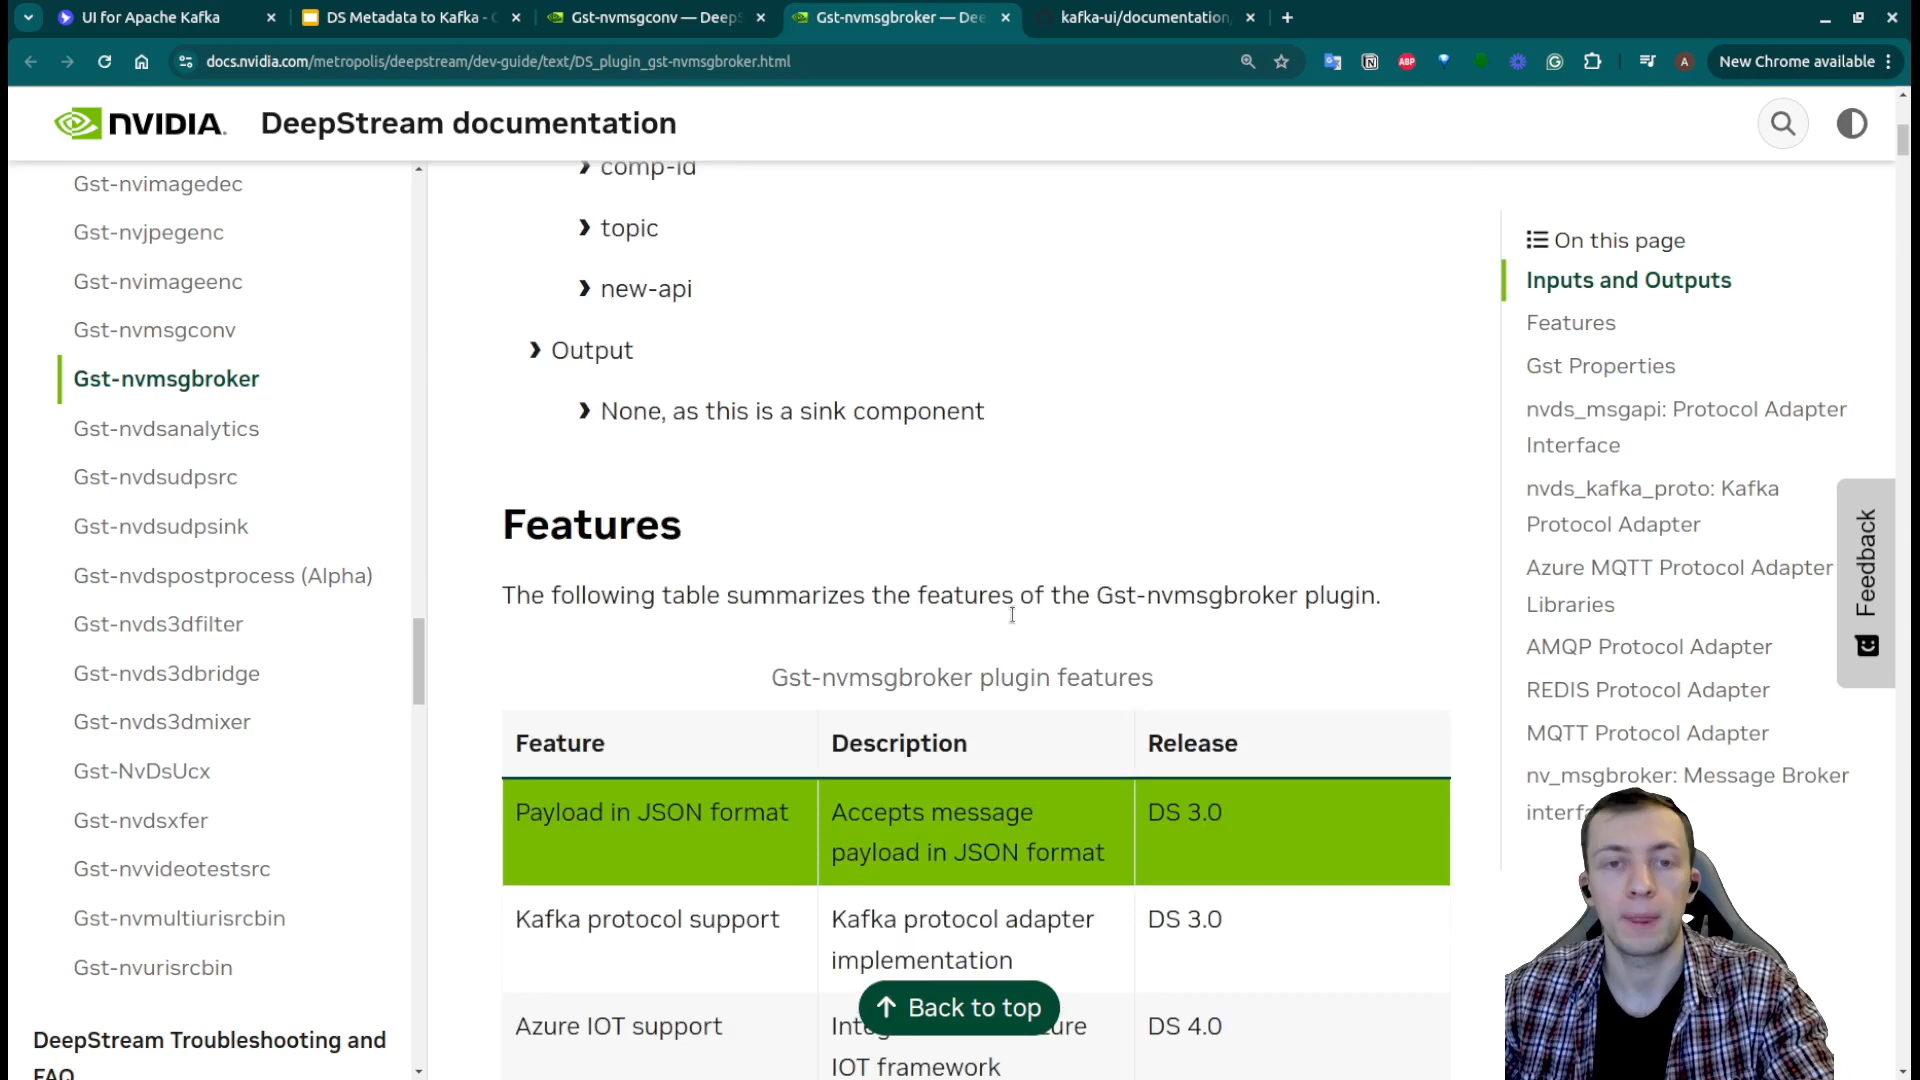 UI for Apache Kafka
DS Metadata to Kafka -
Gst-nvmsgconv — DeepS
Gst-nvmsgbroker — Dee
kafka-ui/documentation
docs.nvidia.com/metropolis/deepstream/dev-guide/text/DS_plugin_gst-nvmsgbroker.html
ABP
A
New Chrome available
NVIDIA.
DeepStream documentation
Gst-nvimagedec
Gst-nvjpegenc
Gst-nvimageenc
Gst-nvmsgconv
Gst-nvmsgbroker
Gst-nvdsanalytics
Gst-nvdsudpsrc
Gst-nvdsudpsink
Gst-nvdspostprocess (Alpha)
Gst-nvds3dfilter
Gst-nvds3dbridge
Gst-nvds3dmixer
Gst-NvDsUcx
Gst-nvdsxfer
Gst-nvvideotestsrc
Gst-nvmultiurisrcbin
Gst-nvurisrcbin
DeepStream Troubleshooting and
FAQ
comp-id
topic
new-api
Output
None, as this is a sink component
Features
The following table summarizes the features of the Gst-nvmsgbroker plugin.
Gst-nvmsgbroker plugin features
Feature Description Release
Payload in JSON format Accepts message DS 3.0
payload in JSON format
Kafka protocol support Kafka protocol adapter DS 3.0
implementation
Azure IOT support DS 4.0
IOT framework
Back to top
On this page
Inputs and Outputs
Features
Gst Properties
nvds_msgapi: Protocol Adapter
Interface
nvds_kafka_proto: Kafka
Protocol Adapter
Azure MQTT Protocol Adapter
Libraries
AMQP Protocol Adapter
REDIS Protocol Adapter
MQTT Protocol Adapter
nv_msgbroker: Message Broker
Feedback